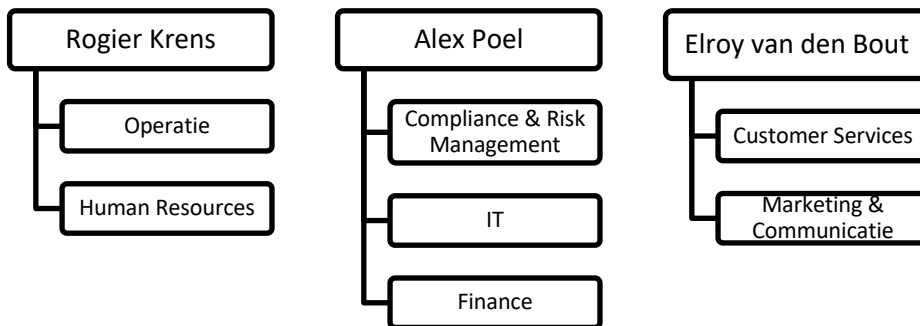 Rogier Krens
Operatie
Human Resources
Alex Poel
Compliance & Risk
Management
IT
Finance
Elroy van den Bout
Customer Services
Marketing &
Communicatie